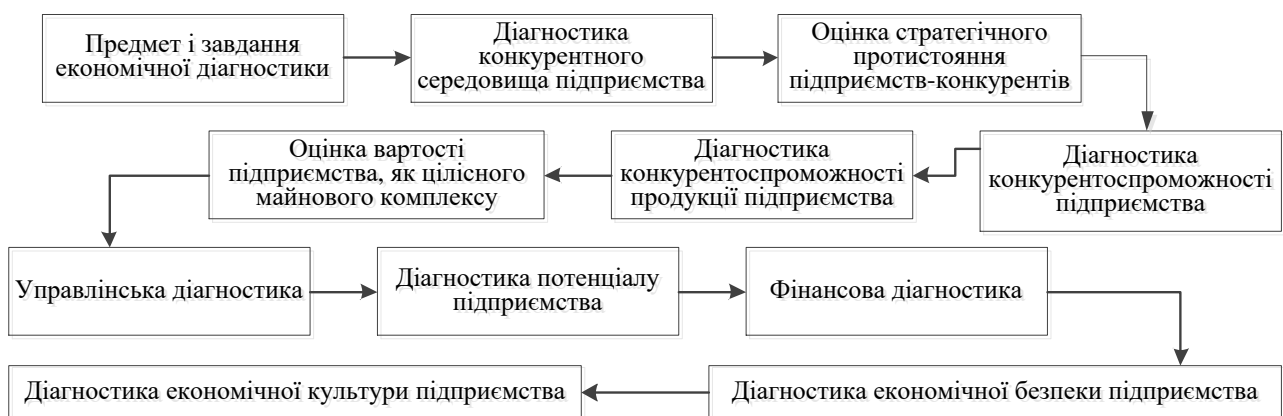 Предмет і завдання
економічної діагностики
Діагностика
конкурентного
середовища підприємства
Оцінка стратегічного
протистояння
підприємств-конкурентів
Діагностика
конкурентоспроможності
підприємства
Діагностика
конкурентоспроможності
продукції підприємства
Оцінка вартості
підприємства, як цілісного
майнового комплексу
Управлінська діагностика
Діагностика потенціалу
підприємства
Фінансова діагностика
Діагностика економічної безпеки підприємства
Діагностика економічної культури підприємства